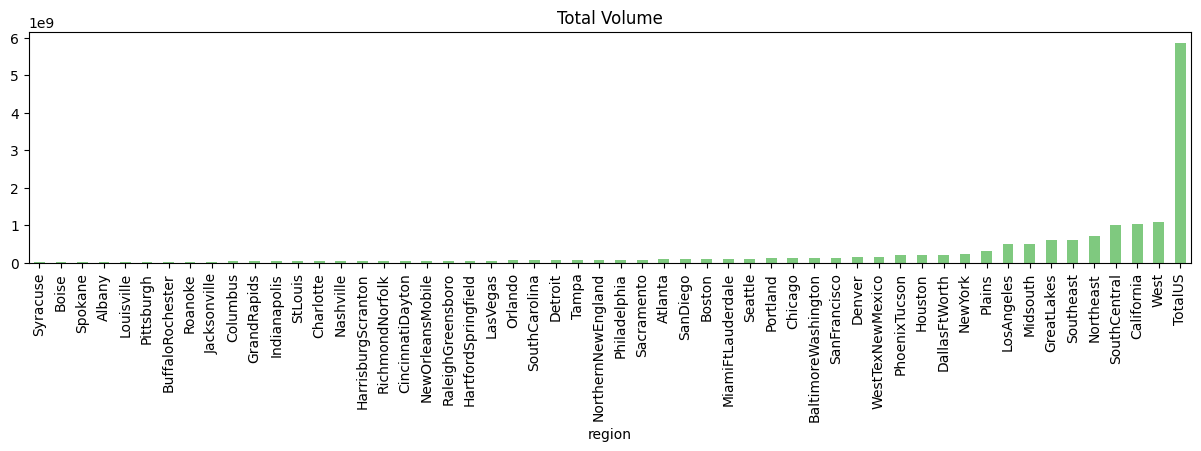 Total Volume
1e9
6
5
4
3
2
1
0
Syracuse
Boise
Spokane
Albany
Louisville
Pittsburgh
BuffaloRochester
Roanoke
Jacksonville
Columbus
GrandRapids
Indianapolis
StLouis
Charlotte
Nashville
HarrisburgScranton
RichmondNorfolk
CincinnatiDayton
NewOrleansMobile
RaleighGreensboro
HartfordSpringfield
LasVegas
Orlando
SouthCarolina
Detroit
Tampa
NorthernNewEngland
Philadelphia
Sacramento
Atlanta
SanDiego
Boston
MiamiFtLauderdale
Seattle
Portland
Chicago
BaltimoreWashington
SanFrancisco
Denver
WestTexNewMexico
PhoenixTucson
Houston
DallasFtWorth
NewYork
Plains
LosAngeles
Midsouth
GreatLakes
Southeast
Northeast
SouthCentral
California
West
TotalUS
region